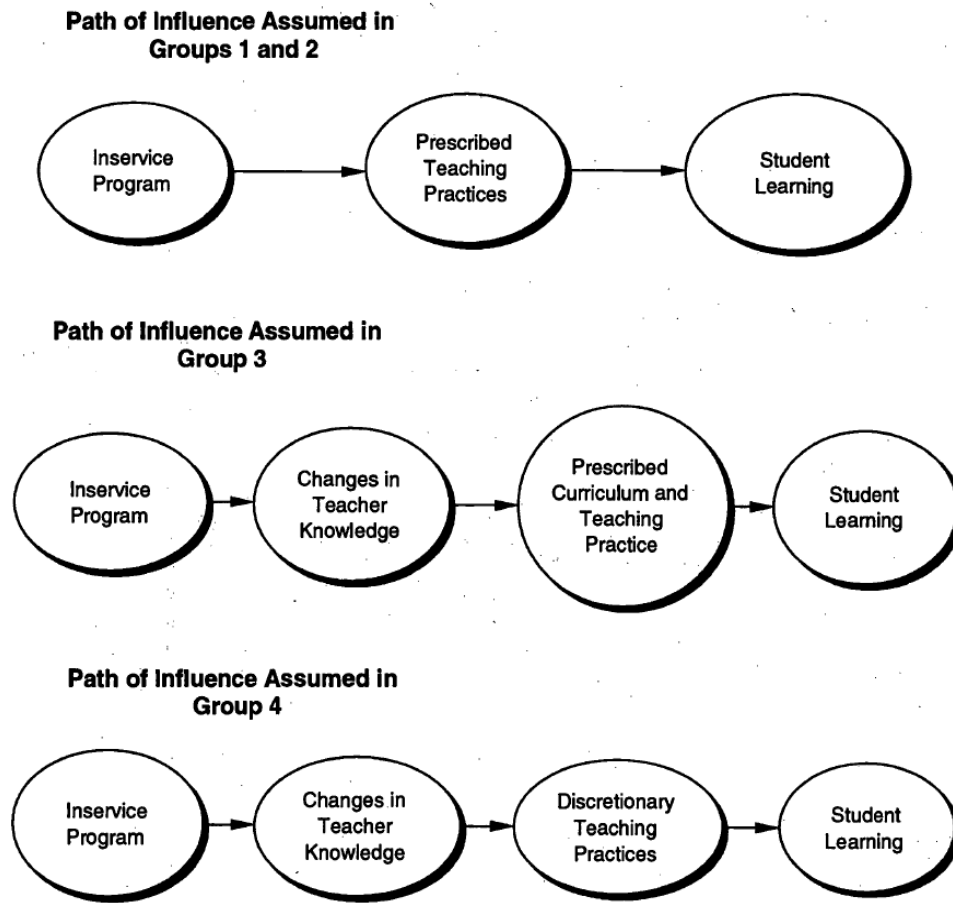 Path of Influence Assumed in
Groups 1 and 2
Inservice
Program
Prescribed
Teaching
Practices
Student
Learning
Path of Influence Assumed in
Group 3
Inservice
Program
Changes in
Teacher
Knowledge
Prescribed
Curriculum and
Teaching
Practice
Student
Learning
Path of Influence Assumed in
Group 4
Inservice
Program
Changes in
Teacher
Knowledge
Discretionary
Teaching
Practices
Student
Learning